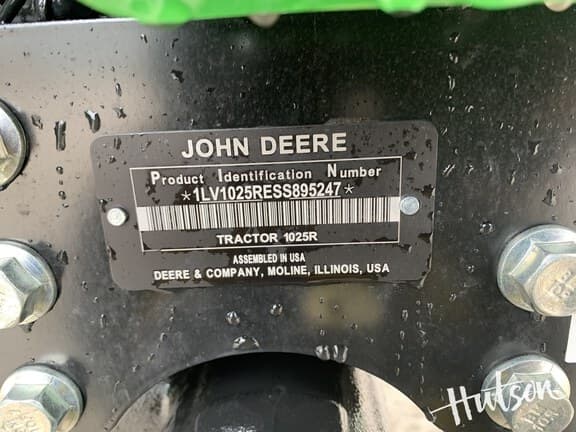 JOHN DEERE
Product Identification Number
*1LV1025RESS895247*
TRACTOR 1025R
ASSEMBLED IN USA
DEERE & COMPANY, MOLINE, ILLINOIS, USA
Hutson